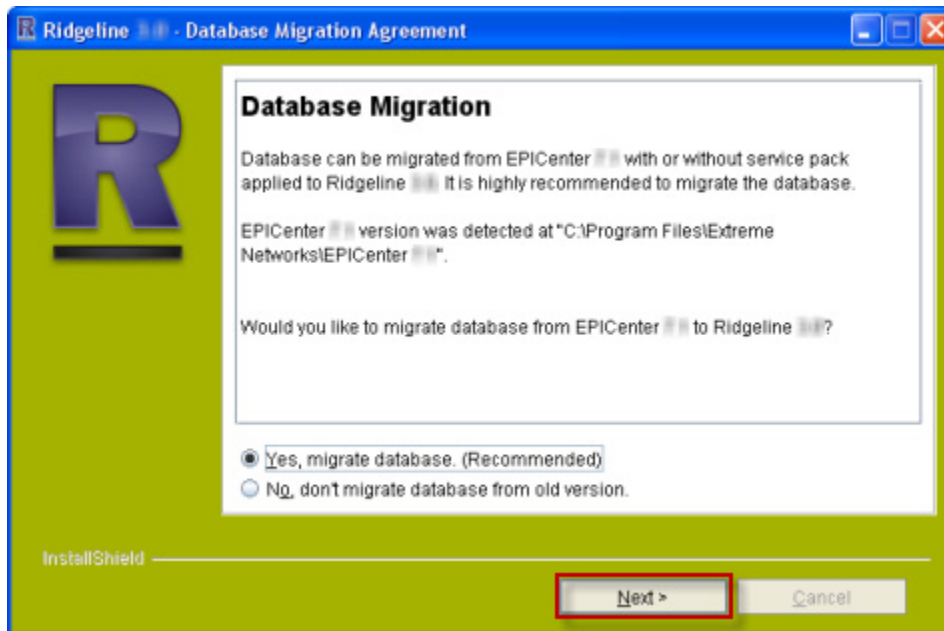 Ridgeline - Database Migration Agreement
R
Database Migration
Database can be migrated from EPICenter with or without service pack
applied to Ridgeline It is highly recommended to migrate the database.
EPICenter version was detected at "C:\Program Files\Extreme
Networks\EPICenter ".
Would you like to migrate database from EPICenter to Ridgeline ?
Yes, migrate database. (Recommended)
No, don't migrate database from old version.
InstallShield
Next >
Cancel